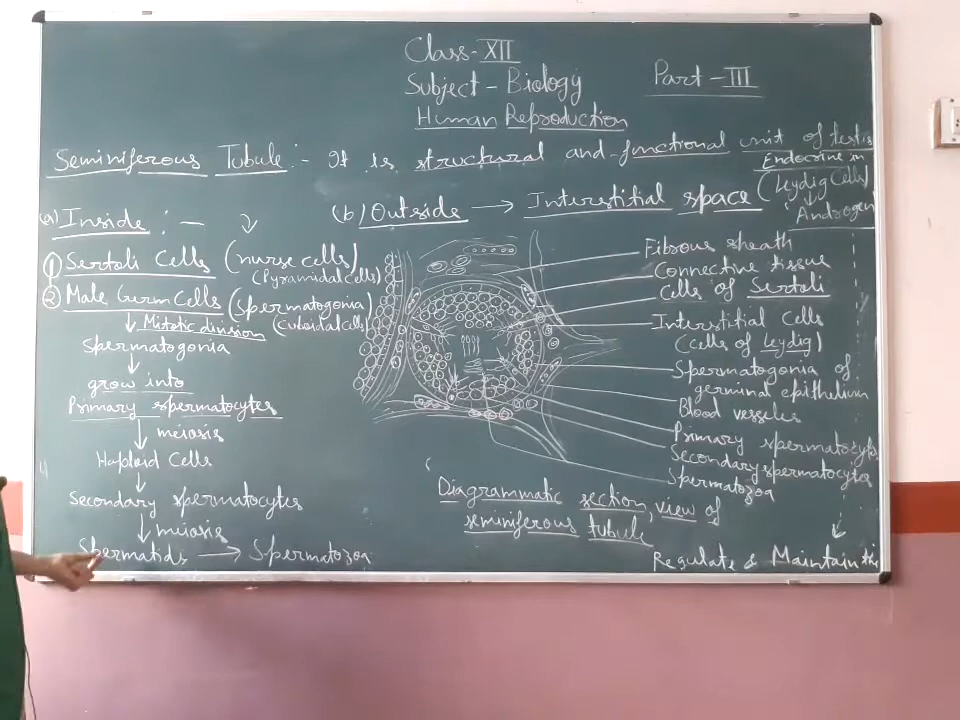 Class - XII
Subject - Biology
Part - III
Human Reproduction
Seminiferous Tubule :- It is structural and functional unit of testis
Endocrine in
(a) Inside : -
(b) Outside → Interstitial space (Leydig Cells)
Androgen
① Sertoli Cells (nurse cells)
(Pyramidal cells)
② Male Germ Cells (spermatogonia
(Cuboidal cells)
Mitotic division
Spermatogonia
grow into
Primary spermatocytes
meiosis
Haploid Cells
Secondary spermatocytes
meiosis
Spermatids → Spermatozoa
Fibrous sheath
Connective tissue
Cells of Sertoli
Interstitial Cells
(Cells of Leydig)
Spermatogonia of
germinal epithelium
Blood vessels
Primary spermatocyte
Secondary spermatocytes
Spermatozoa
Diagrammatic section, view of
seminiferous tubule
Regulate & Maintain the